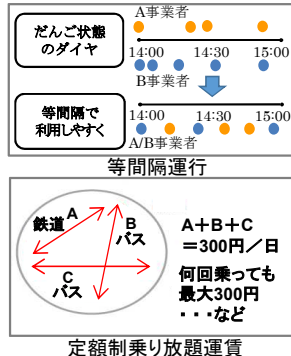 A事業者
だんご状態
のダイヤ
14:00 14:30 15:00
B事業者
等間隔で
利用しやすく
14:00 14:30 15:00
A/B事業者
等間隔運行
鉄道 A
B
バス
C
バス
A+B+C
=300円/日
何回乗っても
最大300円
・・・など
定額制乗り放題運賃